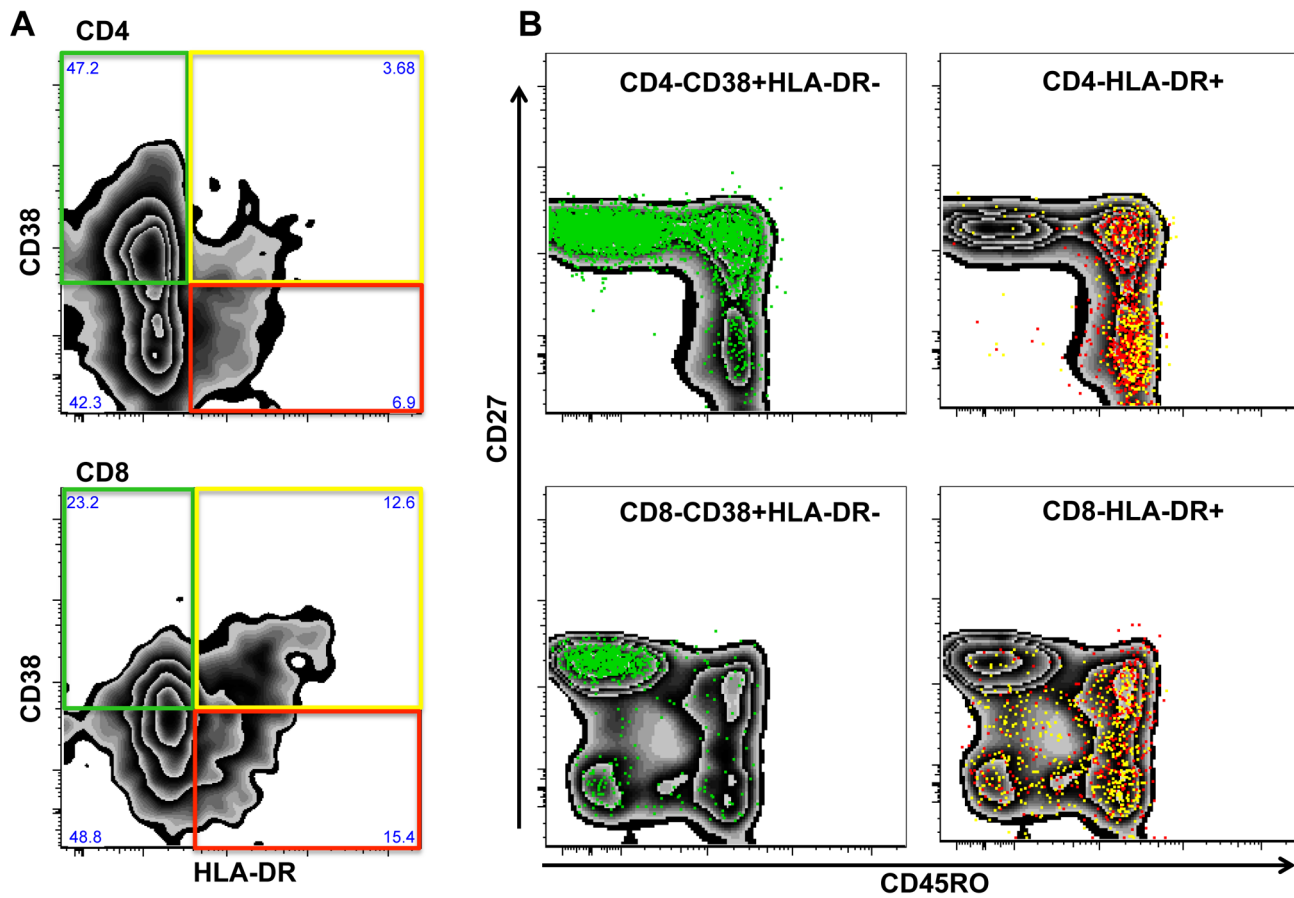 A
CD4
47.2
3.68
CD38
42.3
6.9
CD8
23.2
12.6
CD38
48.8
15.4
HLA-DR
B
CD4-CD38+HLA-DR-
CD4-HLA-DR+
CD27
CD8-CD38+HLA-DR-
CD8-HLA-DR+
CD45RO